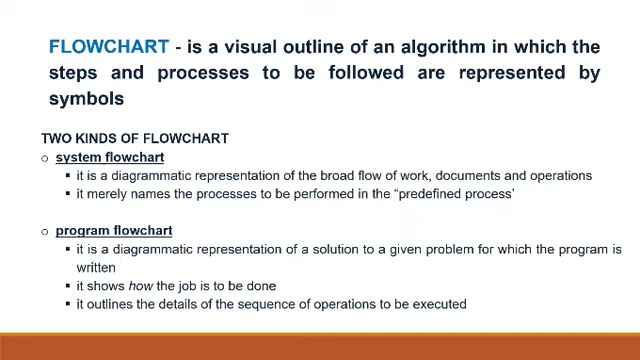 FLOWCHART - is a visual outline of an algorithm in which the
steps and processes to be followed are represented by
symbols
TWO KINDS OF FLOWCHART
o system flowchart
▪ it is a diagrammatic representation of the broad flow of work, documents and operations
▪ it merely names the processes to be performed in the “predefined process’
o program flowchart
▪ it is a diagrammatic representation of a solution to a given problem for which the program is
written
▪ it shows how the job is to be done
▪ it outlines the details of the sequence of operations to be executed